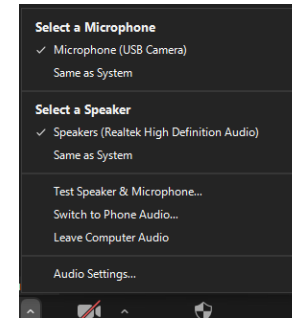 Select a Microphone
Microphone (USB Camera)
Same as System
Select a Speaker
Speakers (Realtek High Definition Audio)
Same as System
Test Speaker & Microphone...
Switch to Phone Audio...
Leave Computer Audio
Audio Settings...